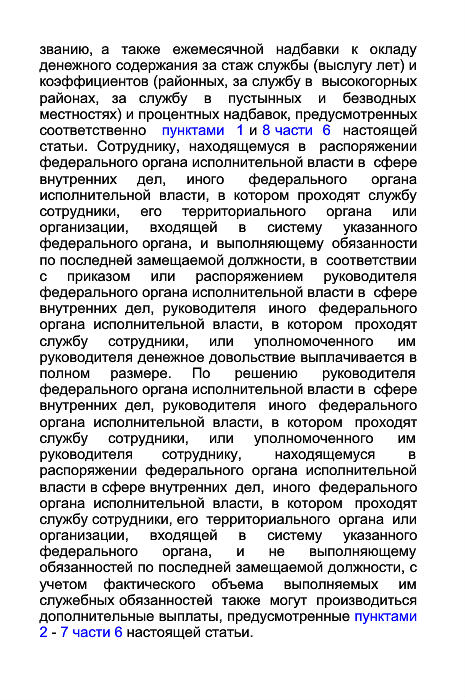 званию, а также ежемесячной надбавки к окладу
денежного содержания за стаж службы (выслугу лет) и
коэффициентов (районных, за службу в высокогорных
районах, за службу в пустынных и безводных
местностях) и процентных надбавок, предусмотренных
соответственно пунктами 1 и 8 части 6 настоящей
статьи. Сотруднику, находящемуся в распоряжении
федерального органа исполнительной власти в сфере
внутренних дел, иного федерального органа
исполнительной власти, в котором проходят службу
сотрудники, его территориального органа или
организации, входящей в систему указанного
федерального органа, и выполняющему обязанности
по последней замещаемой должности, в соответствии
с приказом или распоряжением руководителя
федерального органа исполнительной власти в сфере
внутренних дел, руководителя иного федерального
органа исполнительной власти, в котором проходят
службу сотрудники, или уполномоченного им
руководителя денежное довольствие выплачивается в
полном размере. По решению руководителя
федерального органа исполнительной власти в сфере
внутренних дел, руководителя иного федерального
органа исполнительной власти, в котором проходят
службу сотрудники, или уполномоченного им
руководителя сотруднику, находящемуся в
распоряжении федерального органа исполнительной
власти в сфере внутренних дел, иного федерального
органа исполнительной власти, в котором проходят
службу сотрудники, его территориального органа или
организации, входящей в систему указанного
федерального органа, и не выполняющему
обязанностей по последней замещаемой должности, с
учетом фактического объема выполняемых им
служебных обязанностей также могут производиться
дополнительные выплаты, предусмотренные пунктами
2 - 7 части 6 настоящей статьи.